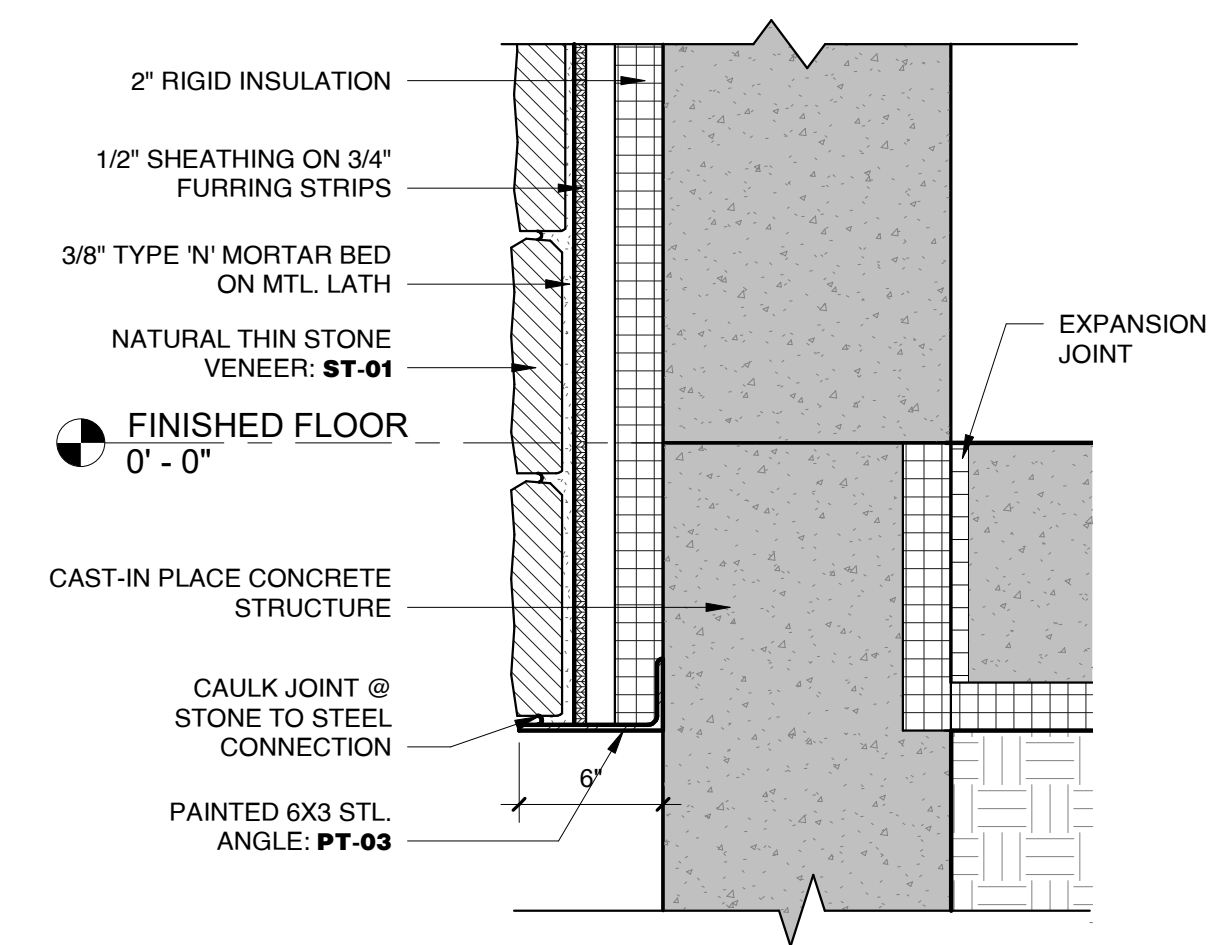 2" RIGID INSULATION
1/2" SHEATHING ON 3/4"
FURRING STRIPS
3/8" TYPE 'N' MORTAR BED
ON MTL. LATH
NATURAL THIN STONE
VENEER: ST-01
FINISHED FLOOR
0' - 0"
CAST-IN PLACE CONCRETE
STRUCTURE
CAULK JOINT @
STONE TO STEEL
CONNECTION
PAINTED 6X3 STL.
ANGLE: PT-03
6"
EXPANSION
JOINT